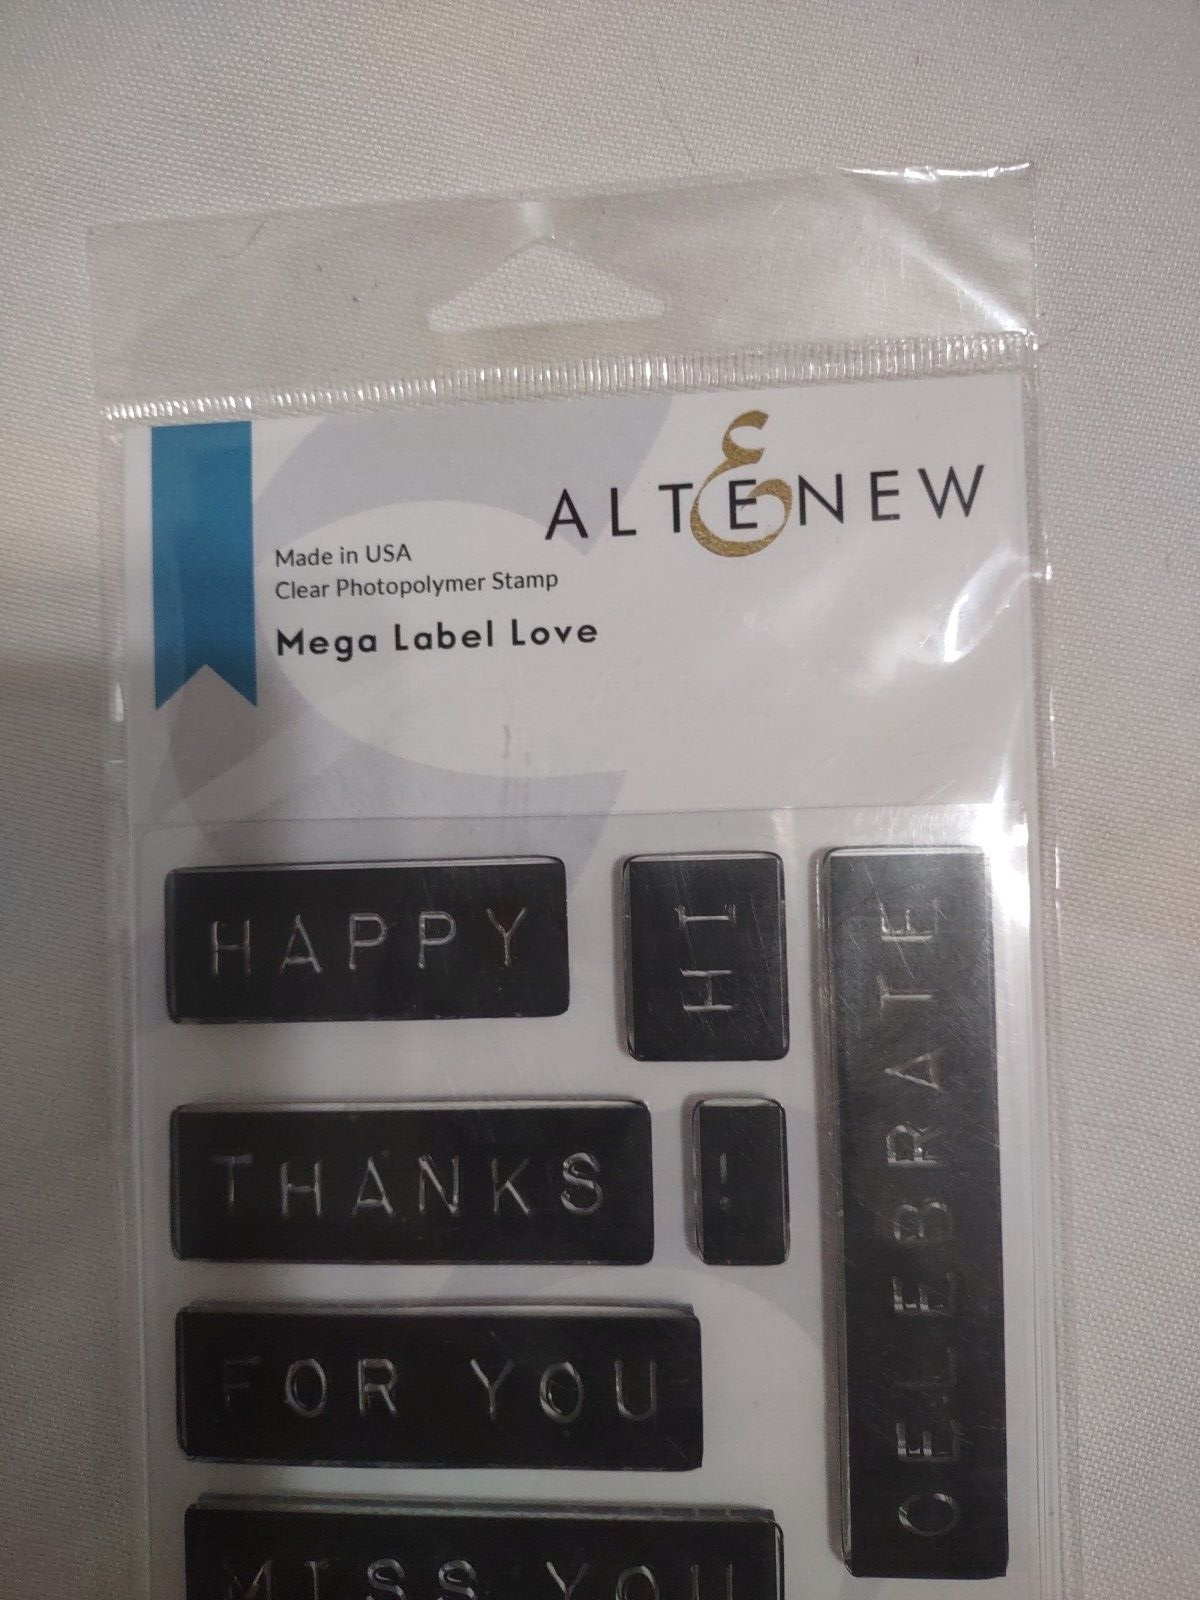 ALTENEW
Made in USA
Clear Photopolymer Stamp
Mega Label Love
HAPPY
HI
CELEBRATE
THANKS
!
FOR YOU
MISS YOU